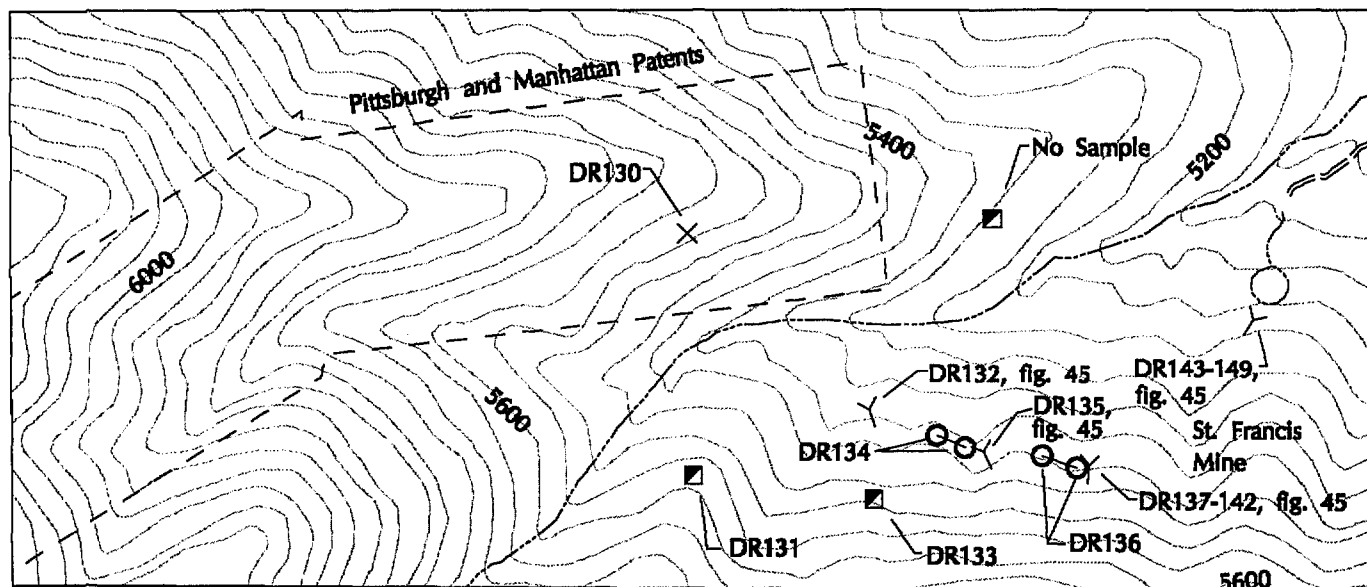 Pittsburgh and Manhattan Patents
5400
No Sample
5200
DR130
6000
DR132, fig. 45
DR143-149,
fig. 45
5600
DR135,
fig. 45
St. Francis
Mine
DR134
DR137-142, fig. 45
DR131
DR133
DR136
5600